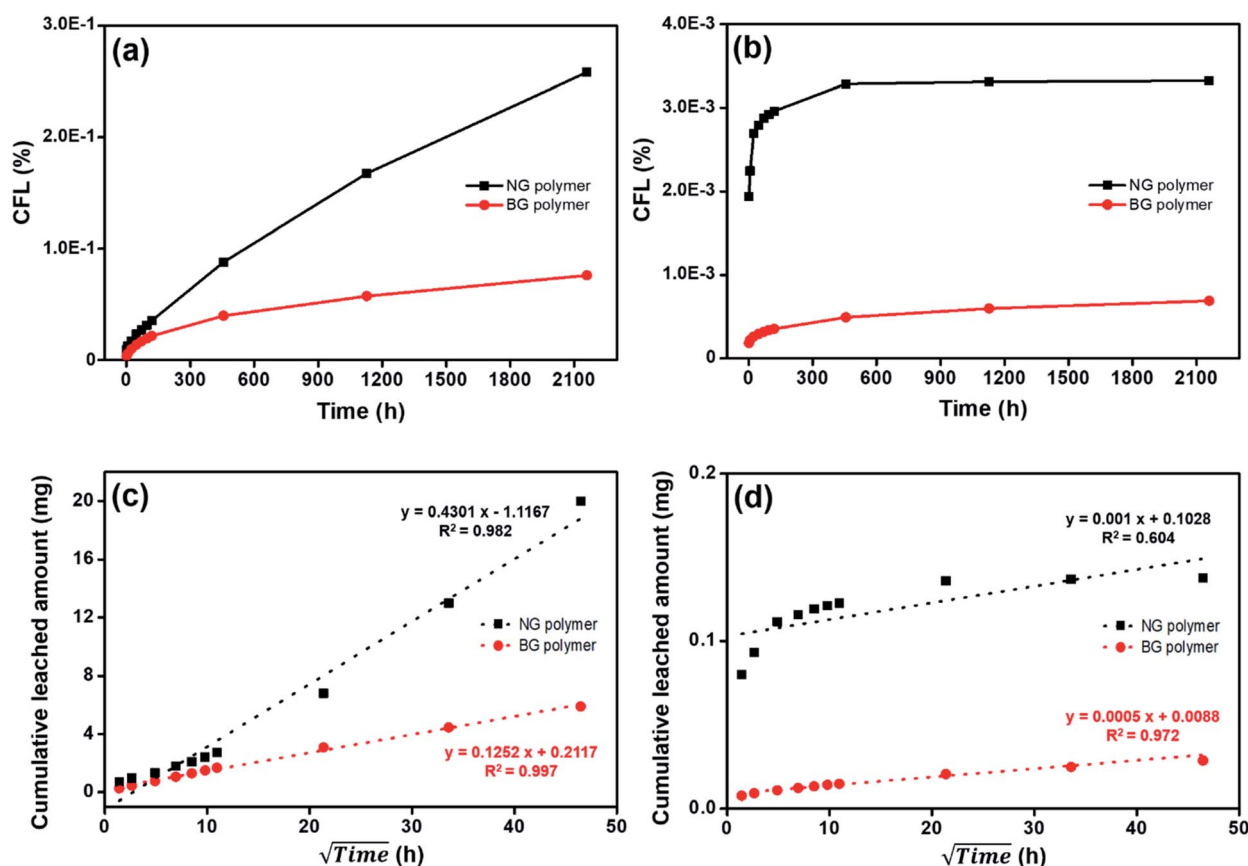 (a)
3.0E-1
2.0E-1
1.0E-1
0
CFL (%)
NG polymer
BG polymer
0 300 600 900 1200 1500 1800 2100
Time (h)
(b)
4.0E-3
3.0E-3
2.0E-3
1.0E-3
0
CFL (%)
NG polymer
BG polymer
0 300 600 900 1200 1500 1800 2100
Time (h)
(c)
20
16
12
8
4
0
Cumulative leached amount (mg)
y = 0.4301 x - 1.1167
R² = 0.982
NG polymer
BG polymer
y = 0.1252 x + 0.2117
R² = 0.997
0 10 20 30 40 50
√Time (h)
(d)
0.2
0.1
0.0
Cumulative leached amount (mg)
y = 0.001 x + 0.1028
R² = 0.604
NG polymer
BG polymer
y = 0.0005 x + 0.0088
R² = 0.972
0 10 20 30 40 50
√Time (h)